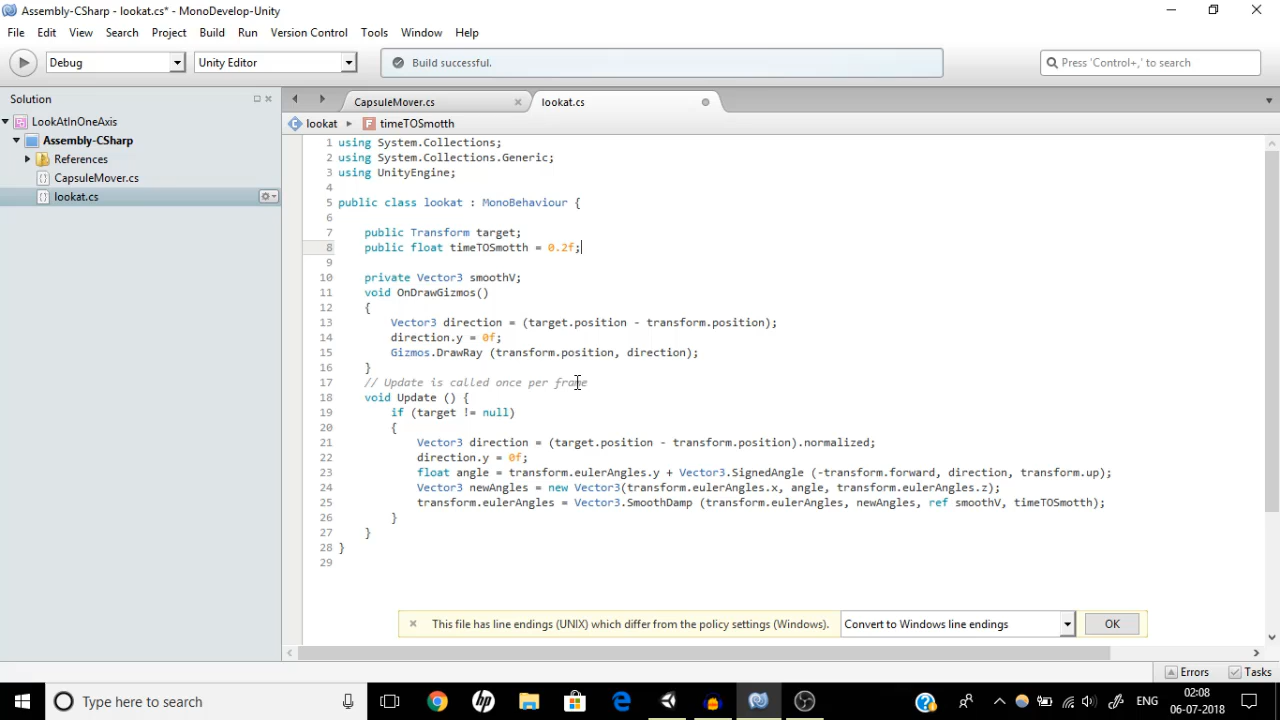 Assembly-CSharp - lookat.cs* - MonoDevelop-Unity
File Edit View Search Project Build Run Version Control Tools Window Help
Debug Unity Editor Build successful. Press 'Control+,' to search
Solution
LookAtInOneAxis
Assembly-CSharp
References
CapsuleMover.cs
lookat.cs
CapsuleMover.cs lookat.cs
lookat timeTOSmotth
1 using System.Collections;
2 using System.Collections.Generic;
3 using UnityEngine;
4
5 public class lookat : MonoBehaviour {
6
7 public Transform target;
8 public float timeTOSmotth = 0.2f;
9
10 private Vector3 smoothV;
11 void OnDrawGizmos()
12 {
13 Vector3 direction = (target.position - transform.position);
14 direction.y = 0f;
15 Gizmos.DrawRay (transform.position, direction);
16 }
17 // Update is called once per frame
18 void Update () {
19 if (target != null)
20 {
21 Vector3 direction = (target.position - transform.position).normalized;
22 direction.y = 0f;
23 float angle = transform.eulerAngles.y + Vector3.SignedAngle (-transform.forward, direction, transform.up);
24 Vector3 newAngles = new Vector3(transform.eulerAngles.x, angle, transform.eulerAngles.z);
25 transform.eulerAngles = Vector3.SmoothDamp (transform.eulerAngles, newAngles, ref smoothV, timeTOSmotth);
26 }
27 }
28 }
29
This file has line endings (UNIX) which differ from the policy settings (Windows). Convert to Windows line endings OK
Errors Tasks
Type here to search
ENG
02:08
06-07-2018